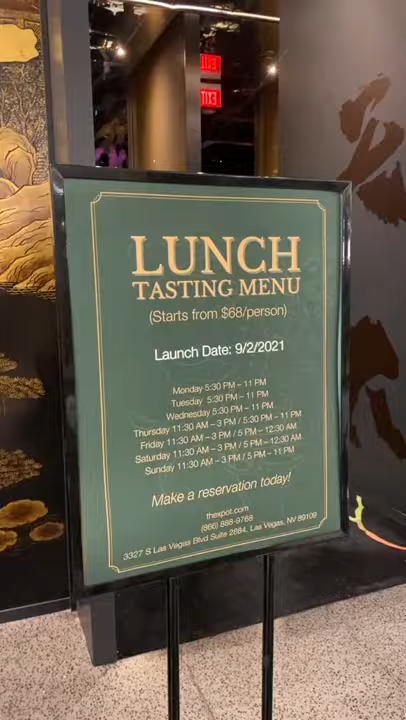 EXIT
EXIT
LUNCH
TASTING MENU
(Starts from $68/person)
Launch Date: 9/2/2021
Monday 5:30 PM – 11 PM
Tuesday 5:30 PM – 11 PM
Wednesday 5:30 PM – 11 PM
Thursday 11:30 AM – 3 PM / 5:30 PM – 11 PM
Friday 11:30 AM – 3 PM / 5 PM – 12:30 AM
Saturday 11:30 AM – 3 PM / 5 PM – 12:30 AM
Sunday 11:30 AM – 3 PM / 5 PM – 11 PM
Make a reservation today!
thexpot.com
(866) 888-9768
3327 S Las Vegas Blvd Suite 2684, Las Vegas, NV 89109